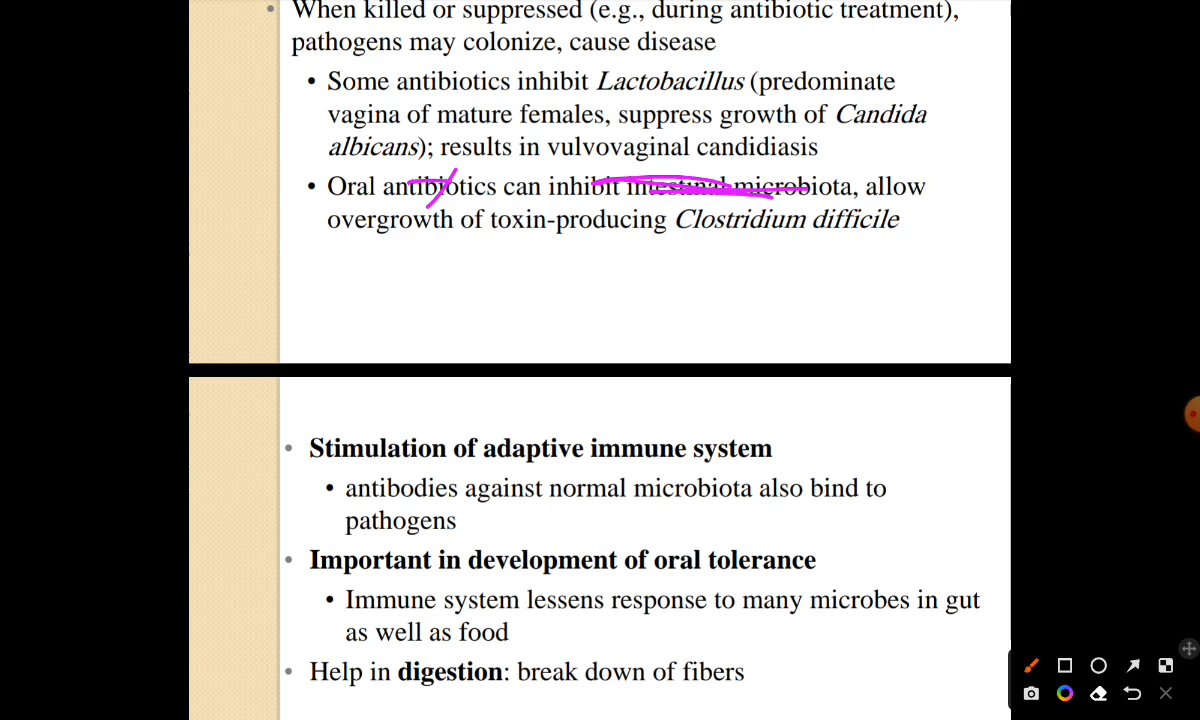 • When killed or suppressed (e.g., during antibiotic treatment),
pathogens may colonize, cause disease
• Some antibiotics inhibit Lactobacillus (predominate
vagina of mature females, suppress growth of Candida
albicans); results in vulvovaginal candidiasis
• Oral antibiotics can inhibit intestinal microbiota, allow
overgrowth of toxin-producing Clostridium difficile
• Stimulation of adaptive immune system
• antibodies against normal microbiota also bind to
pathogens
• Important in development of oral tolerance
• Immune system lessens response to many microbes in gut
as well as food
• Help in digestion: break down of fibers